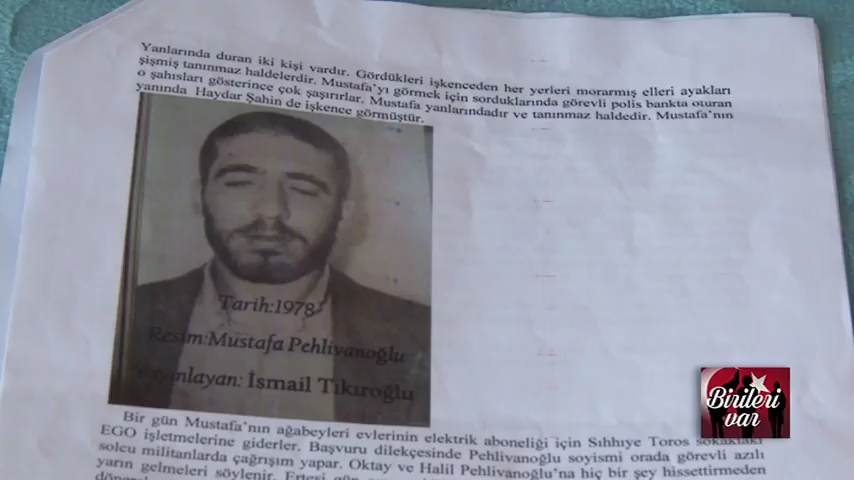 Yanlarında duran iki kişi vardır. Gördükleri işkenceden her yerleri morarmış elleri ayakları
şişmiş tanınmaz haldelerdir. Mustafa'yı görmek için sorduklarında görevli polis bankta oturan
o şahısları gösterince çok şaşırırlar. Mustafa yanlarındadır ve tanınmaz haldedir. Mustafa'nın
yanında Haydar Şahin de işkence görmüştür.
Tarih:1978
Resim:Mustafa Pehlivanoğlu
İsmail Tıkıroğlu
Birileri
var
Bir gün Mustafa'nın ağabeyleri evlerinin elektrik aboneliği için Sıhhıye Toros sokaktaki
EGO işletmelerine giderler. Başvuru dilekçesinde Pehlivanoğlu soyismi orada görevli azılı
solcu militanlarda çağrışım yapar. Oktay ve Halil Pehlivanoğlu'na hiç bir şey hissettirmeden
yarın gelmeleri söylenir. Ertesi gün